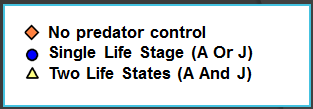 No predator control
Single Life Stage (A Or J)
Two Life States (A And J)